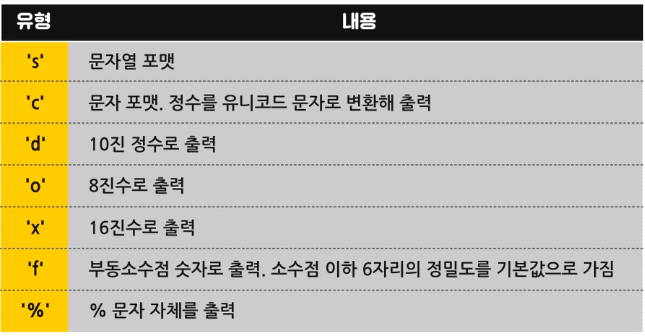 유형 내용
's' 문자열 포맷
'c' 문자 포맷. 정수를 유니코드 문자로 변환해 출력
'd' 10진 정수로 출력
'o' 8진수로 출력
'x' 16진수로 출력
'f' 부동소수점 숫자로 출력. 소수점 이하 6자리의 정밀도를 기본값으로 가짐
'%' % 문자 자체를 출력